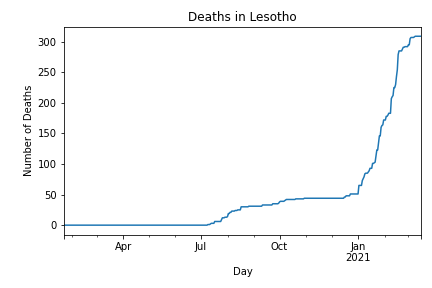 Deaths in Lesotho
Number of Deaths
300
250
200
150
100
50
0
Apr
Jul
Oct
Jan
2021
Day